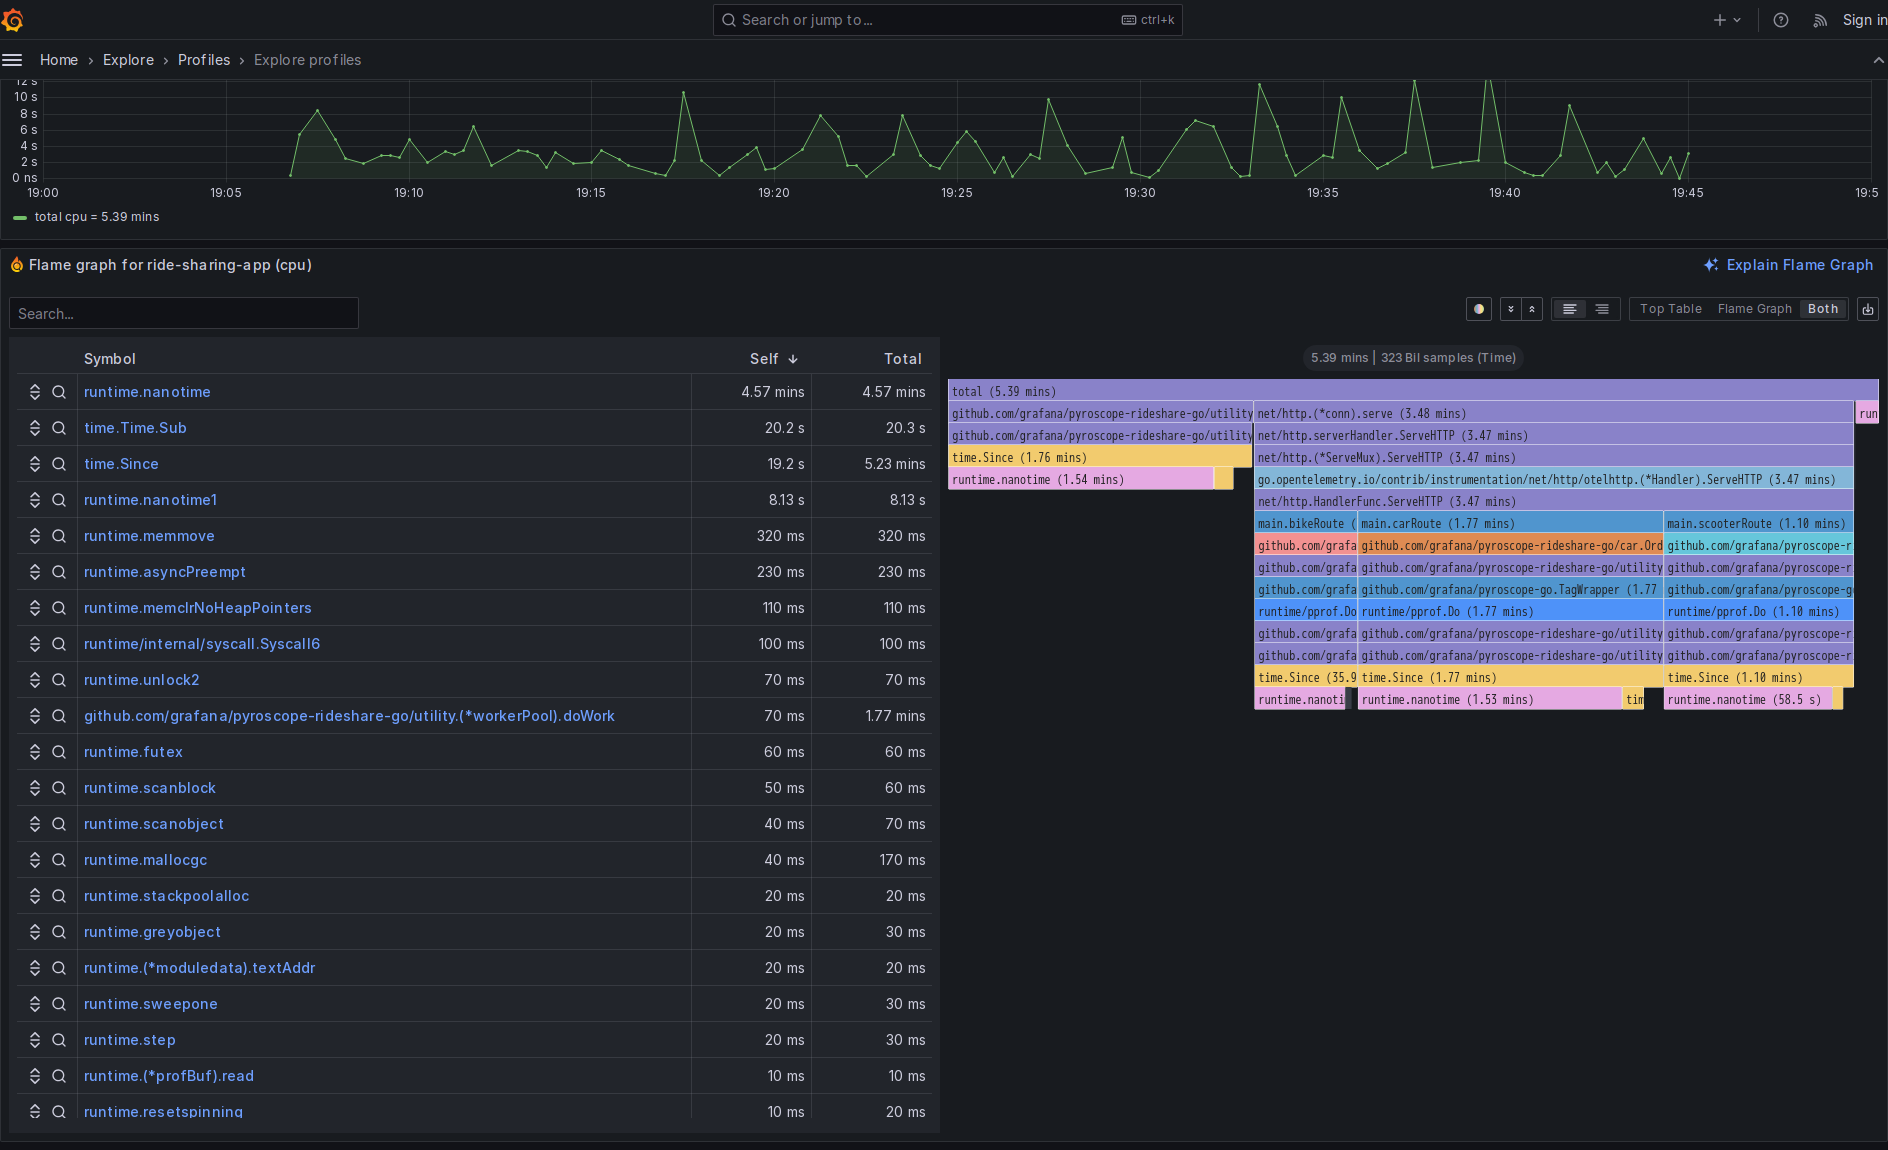 Search or jump to...
ctrl+k
Sign in
Home › Explore › Profiles › Explore profiles
12 s
10 s
8 s
6 s
4 s
2 s
0 ns
19:00 19:05 19:10 19:15 19:20 19:25 19:30 19:35 19:40 19:45 19:5
total cpu = 5.39 mins
Flame graph for ride-sharing-app (cpu)
Explain Flame Graph
Search...
Top Table Flame Graph Both
Symbol Self Total
runtime.nanotime 4.57 mins 4.57 mins
time.Time.Sub 20.2 s 20.3 s
time.Since 19.2 s 5.23 mins
runtime.nanotime1 8.13 s 8.13 s
runtime.memmove 320 ms 320 ms
runtime.asyncPreempt 230 ms 230 ms
runtime.memclrNoHeapPointers 110 ms 110 ms
runtime/internal/syscall.Syscall6 100 ms 100 ms
runtime.unlock2 70 ms 70 ms
github.com/grafana/pyroscope-rideshare-go/utility.(*workerPool).doWork 70 ms 1.77 mins
runtime.futex 60 ms 60 ms
runtime.scanblock 50 ms 60 ms
runtime.scanobject 40 ms 70 ms
runtime.mallocgc 40 ms 170 ms
runtime.stackpoolalloc 20 ms 20 ms
runtime.greyobject 20 ms 30 ms
runtime.(*moduledata).textAddr 20 ms 20 ms
runtime.sweepone 20 ms 30 ms
runtime.step 20 ms 30 ms
runtime.(*profBuf).read 10 ms 10 ms
runtime.resetspinning 10 ms 20 ms
5.39 mins | 323 Bil samples (Time)
total (5.39 mins)
github.com/grafana/pyroscope-rideshare-go/utility net/http.(*conn).serve (3.48 mins) run
github.com/grafana/pyroscope-rideshare-go/utility net/http.serverHandler.ServeHTTP (3.47 mins)
time.Since (1.76 mins) net/http.(*ServeMux).ServeHTTP (3.47 mins)
runtime.nanotime (1.54 mins) go.opentelemetry.io/contrib/instrumentation/net/http/otelhttp.(*Handler).ServeHTTP (3.47 mins)
net/http.HandlerFunc.ServeHTTP (3.47 mins)
main.bikeRoute ( main.carRoute (1.77 mins) main.scooterRoute (1.10 mins)
github.com/grafa github.com/grafana/pyroscope-rideshare-go/car.Ord github.com/grafana/pyroscope-r
github.com/grafa github.com/grafana/pyroscope-rideshare-go/utility github.com/grafana/pyroscope-r
github.com/grafa github.com/grafana/pyroscope-go.TagWrapper (1.77 github.com/grafana/pyroscope-g
runtime/pprof.Do runtime/pprof.Do (1.77 mins) runtime/pprof.Do (1.10 mins)
github.com/grafa github.com/grafana/pyroscope-rideshare-go/utility github.com/grafana/pyroscope-r
github.com/grafa github.com/grafana/pyroscope-rideshare-go/utility github.com/grafana/pyroscope-r
time.Since (35.9 time.Since (1.77 mins) time.Since (1.10 mins)
runtime.nanoti runtime.nanotime (1.53 mins) tim runtime.nanotime (58.5 s)